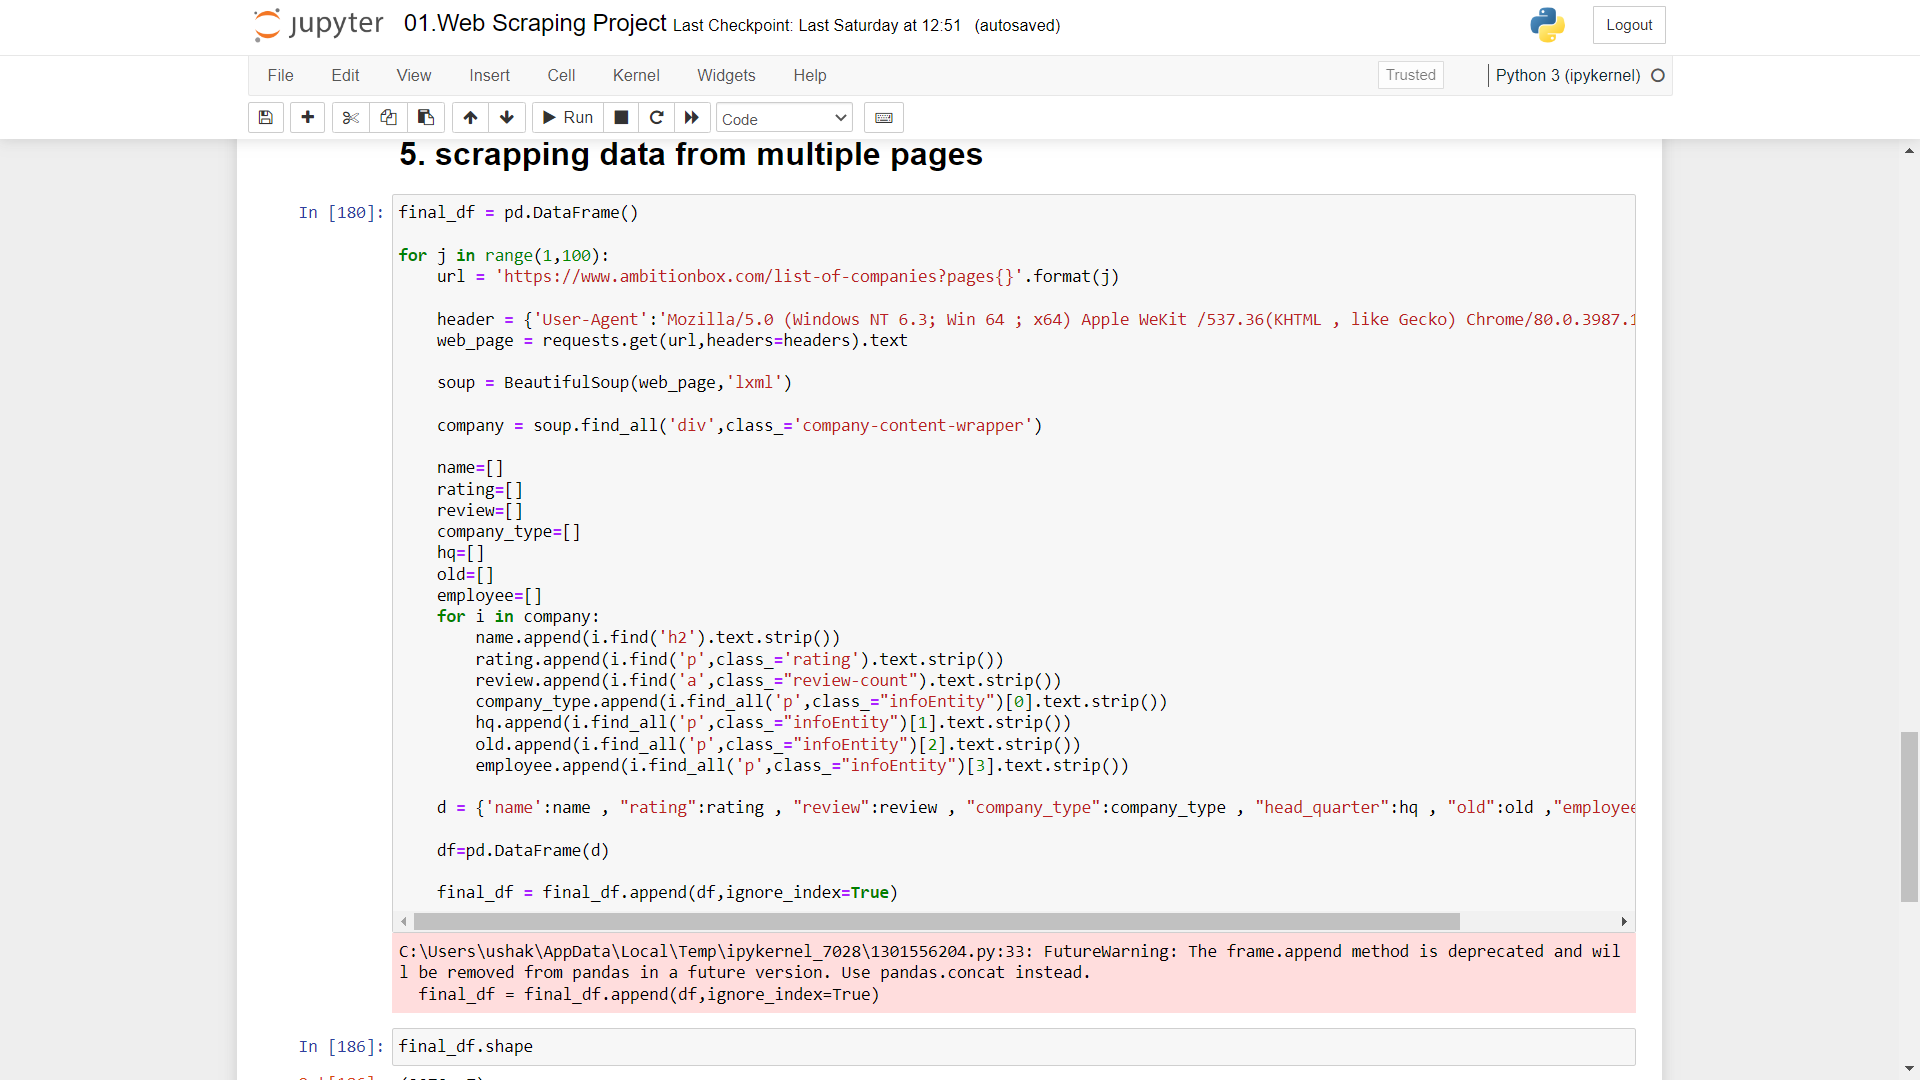 jupyter 01.Web Scraping Project Last Checkpoint: Last Saturday at 12:51 (autosaved) Logout
File Edit View Insert Cell Kernel Widgets Help Trusted Python 3 (ipykernel)
Run Code
5. scrapping data from multiple pages
In [180]: final_df = pd.DataFrame()
for j in range(1,100):
    url = 'https://www.ambitionbox.com/list-of-companies?pages{}'.format(j)
    header = {'User-Agent':'Mozilla/5.0 (Windows NT 6.3; Win 64 ; x64) Apple WeKit /537.36(KHTML , like Gecko) Chrome/80.0.3987.1
    web_page = requests.get(url,headers=headers).text
    soup = BeautifulSoup(web_page,'lxml')
    company = soup.find_all('div',class_='company-content-wrapper')
    name=[]
    rating=[]
    review=[]
    company_type=[]
    hq=[]
    old=[]
    employee=[]
    for i in company:
        name.append(i.find('h2').text.strip())
        rating.append(i.find('p',class_='rating').text.strip())
        review.append(i.find('a',class_="review-count").text.strip())
        company_type.append(i.find_all('p',class_="infoEntity")[0].text.strip())
        hq.append(i.find_all('p',class_="infoEntity")[1].text.strip())
        old.append(i.find_all('p',class_="infoEntity")[2].text.strip())
        employee.append(i.find_all('p',class_="infoEntity")[3].text.strip())
    d = {'name':name , "rating":rating , "review":review , "company_type":company_type , "head_quarter":hq , "old":old ,"employee
    df=pd.DataFrame(d)
    final_df = final_df.append(df,ignore_index=True)
C:\Users\ushak\AppData\Local\Temp\ipykernel_7028\1301556204.py:33: FutureWarning: The frame.append method is deprecated and wil
l be removed from pandas in a future version. Use pandas.concat instead.
  final_df = final_df.append(df,ignore_index=True)
In [186]: final_df.shape